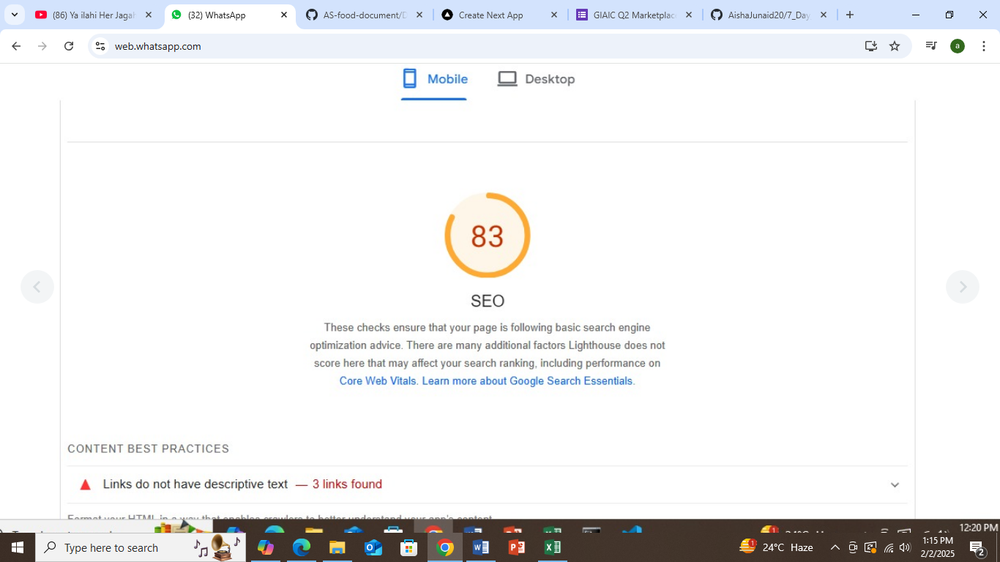 (86) Ya ilahi Her Jagah
(32) WhatsApp
AS-food-document/D
Create Next App
GIAIC Q2 Marketplace
AishaJunaid20/7_Day
web.whatsapp.com
a
Mobile
Desktop
83
SEO
These checks ensure that your page is following basic search engine
optimization advice. There are many additional factors Lighthouse does not
score here that may affect your search ranking, including performance on
Core Web Vitals. Learn more about Google Search Essentials.
CONTENT BEST PRACTICES
Links do not have descriptive text — 3 links found
Format your HTML in a way that enables crawlers to better understand your app's content.
12:20 PM
Type here to search
1
24°C Haze
1:15 PM
2/2/2025
2